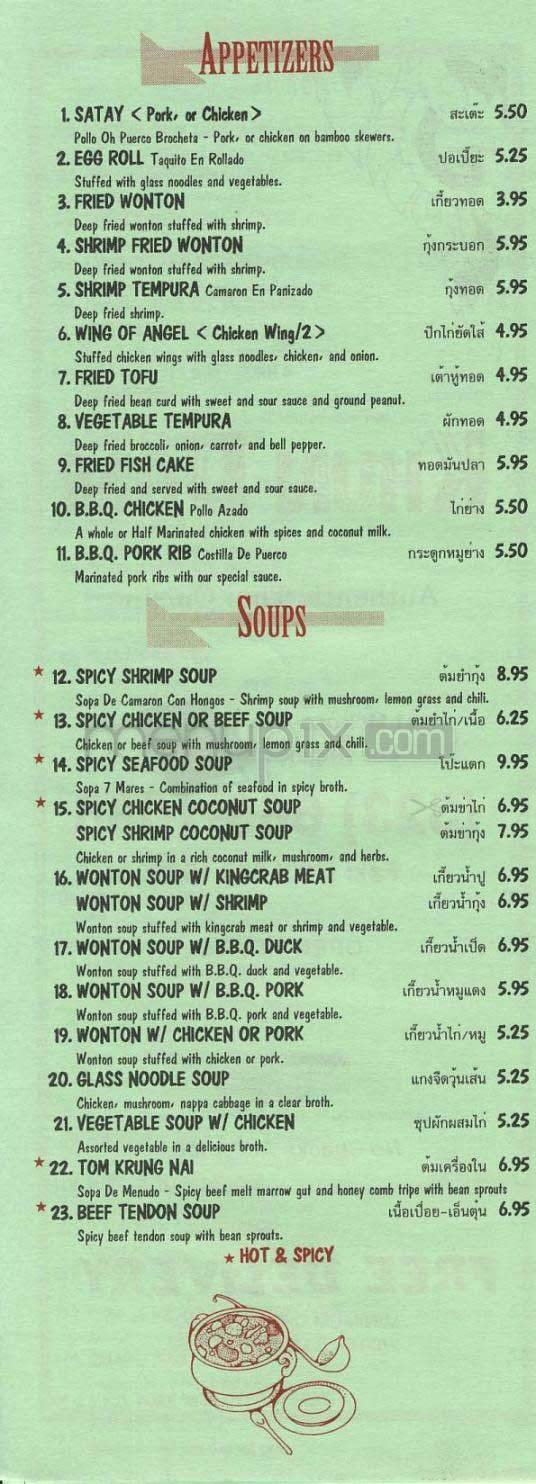 APPETIZERS
1. SATAY < Pork, or Chicken > สะเต๊ะ 5.50
Pollo Oh Puerco Brocheta - Pork, or chicken on bamboo skewers.
2. EGG ROLL Taquito En Rollado ปอเปี๊ยะ 5.25
Stuffed with glass noodles and vegetables.
3. FRIED WONTON เกี๊ยวทอด 3.95
Deep fried wonton stuffed with shrimp.
4. SHRIMP FRIED WONTON กุ้งกระบอก 5.95
Deep fried wonton stuffed with shrimp.
5. SHRIMP TEMPURA Camaron En Panizado กุ้งทอด 5.95
Deep fried shrimp.
6. WING OF ANGEL < Chicken Wing/2 > ปีกไก่ยัดไส้ 4.95
Stuffed chicken wings with glass noodles, chicken, and onion.
7. FRIED TOFU เต้าหู้ทอด 4.95
Deep fried bean curd with sweet and sour sauce and ground peanut.
8. VEGETABLE TEMPURA ผักทอด 4.95
Deep fried broccoli, onion, carrot, and bell pepper.
9. FRIED FISH CAKE ทอดมันปลา 5.95
Deep fried and served with sweet and sour sauce.
10. B.B.Q. CHICKEN Pollo Azado ไก่ย่าง 5.50
A whole or Half Marinated chicken with spices and coconut milk.
11. B.B.Q. PORK RIB Costilla De Puerco กระดูกหมูย่าง 5.50
Marinated pork ribs with our special sauce.
SOUPS
★ 12. SPICY SHRIMP SOUP ต้มยำกุ้ง 8.95
Sopa De Camaron Con Hongos - Shrimp soup with mushroom, lemon grass and chili.
★ 13. SPICY CHICKEN OR BEEF SOUP ต้มยำไก่/เนื้อ 6.25
Chicken or beef soup with mushroom, lemon grass and chili.
menupix.com
★ 14. SPICY SEAFOOD SOUP โป๊ะแตก 9.95
Sopa 7 Mares - Combination of seafood in spicy broth.
★ 15. SPICY CHICKEN COCONUT SOUP ต้มข่าไก่ 6.95
SPICY SHRIMP COCONUT SOUP ต้มข่ากุ้ง 7.95
Chicken or shrimp in a rich coconut milk, mushroom, and herbs.
16. WONTON SOUP W/ KINGCRAB MEAT เกี๊ยวน้ำปู 6.95
WONTON SOUP W/ SHRIMP เกี๊ยวน้ำกุ้ง 6.95
Wonton soup stuffed with kingcrab meat or shrimp and vegetable.
17. WONTON SOUP W/ B.B.Q. DUCK เกี๊ยวน้ำเป็ด 6.95
Wonton soup stuffed with B.B.Q. duck and vegetable.
18. WONTON SOUP W/ B.B.Q. PORK เกี๊ยวน้ำหมูแดง 5.95
Wonton soup stuffed with B.B.Q. pork and vegetable.
19. WONTON W/ CHICKEN OR PORK เกี๊ยวน้ำไก่/หมู 5.25
Wonton soup stuffed with chicken or pork.
20. GLASS NOODLE SOUP แกงจืดวุ้นเส้น 5.25
Chicken, mushroom, nappa cabbage in a clear broth.
21. VEGETABLE SOUP W/ CHICKEN ซุปผักผสมไก่ 5.25
Assorted vegetable in a delicious broth.
★ 22. TOM KRUNG NAI ต้มเครื่องใน 6.95
Sopa De Menudo - Spicy beef melt marrow gut and honey comb tripe with bean sprouts
★ 23. BEEF TENDON SOUP เนื้อเปื่อย-เอ็นตุ๋น 6.95
Spicy beef tendon soup with bean sprouts.
★ HOT & SPICY